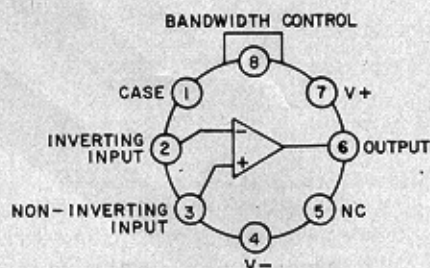 BANDWIDTH CONTROL
8
CASE 1
7 V+
INVERTING
INPUT
2
−
6 OUTPUT
+
NON-INVERTING
INPUT
3
5 NC
4
V−